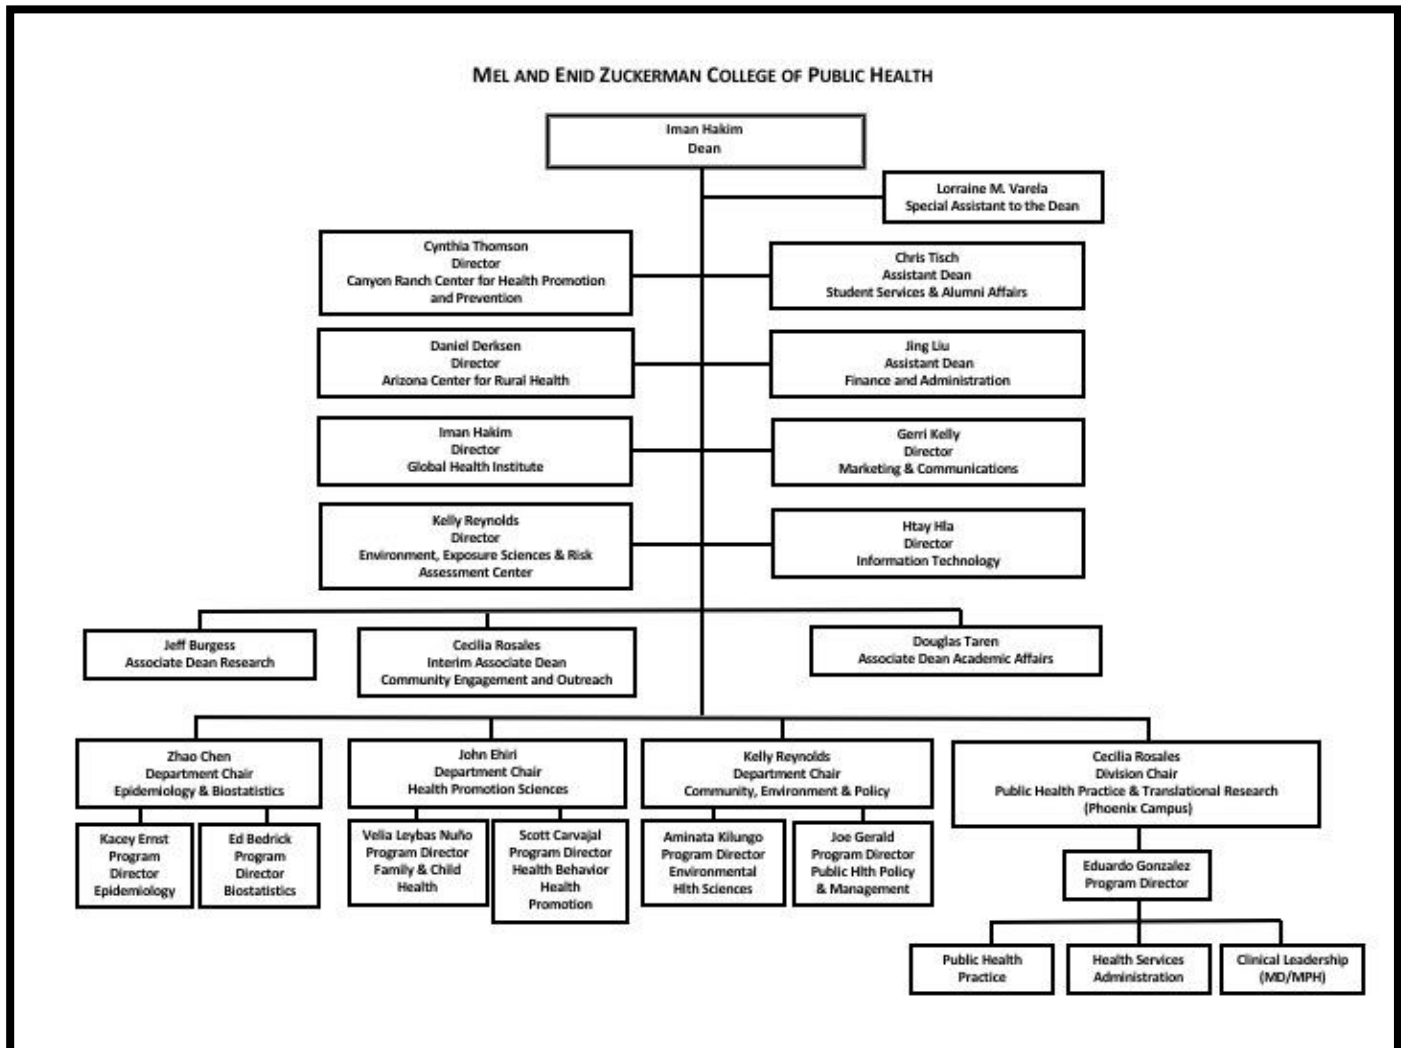 MEL AND ENID ZUCKERMAN COLLEGE OF PUBLIC HEALTH
Iman Hakim
Dean
Lorraine M. Varela
Special Assistant to the Dean
Cynthia Thomson
Director
Canyon Ranch Center for Health Promotion
and Prevention
Chris Tisch
Assistant Dean
Student Services & Alumni Affairs
Daniel Derksen
Director
Arizona Center for Rural Health
Jing Liu
Assistant Dean
Finance and Administration
Iman Hakim
Director
Global Health Institute
Gerri Kelly
Director
Marketing & Communications
Kelly Reynolds
Director
Environment, Exposure Sciences & Risk
Assessment Center
Htay Hla
Director
Information Technology
Jeff Burgess
Associate Dean Research
Cecilia Rosales
Interim Associate Dean
Community Engagement and Outreach
Douglas Taren
Associate Dean Academic Affairs
Zhao Chen
Department Chair
Epidemiology & Biostatistics
John Ehiri
Department Chair
Health Promotion Sciences
Kelly Reynolds
Department Chair
Community, Environment & Policy
Cecilia Rosales
Division Chair
Public Health Practice & Translational Research
(Phoenix Campus)
Kacey Ernst
Program
Director
Epidemiology
Ed Bedrick
Program
Director
Biostatistics
Velia Leybas Nuño
Program Director
Family & Child
Health
Scott Carvajal
Program Director
Health Behavior
Health
Promotion
Aminata Kilungo
Program Director
Environmental
Hlth Sciences
Joe Gerald
Program Director
Public Hlth Policy
& Management
Eduardo Gonzalez
Program Director
Public Health
Practice
Health Services
Administration
Clinical Leadership
(MD/MPH)